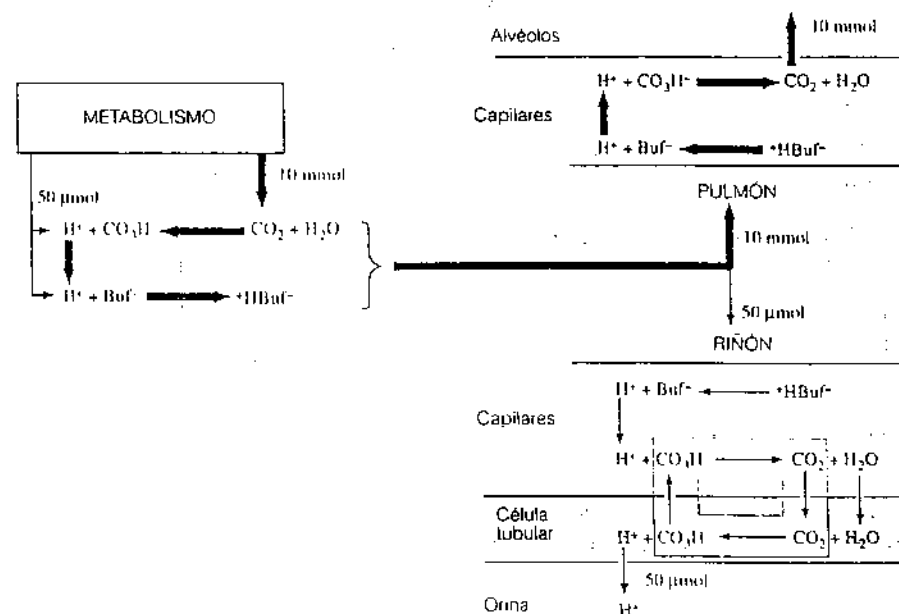 METABOLISMO
50 µmol
10 mmol
H⁺ + CO₃H CO₂ + H₂O
H⁺ + Buf⁻ ⁺HBuf⁻
10 mmol
Alvéolos
H⁺ + CO₃H⁻ CO₂ + H₂O
Capilares
H⁺ + Buf⁻ ⁺HBuf⁻
PULMÓN
10 mmol
50 µmol
RIÑÓN
H⁺ + Buf⁻ ⁺HBuf⁻
Capilares
H⁺ + CO₃H CO₂ + H₂O
Célula
tubular
H⁺ + CO₃H CO₂ + H₂O
50 µmol
Orina
H⁺